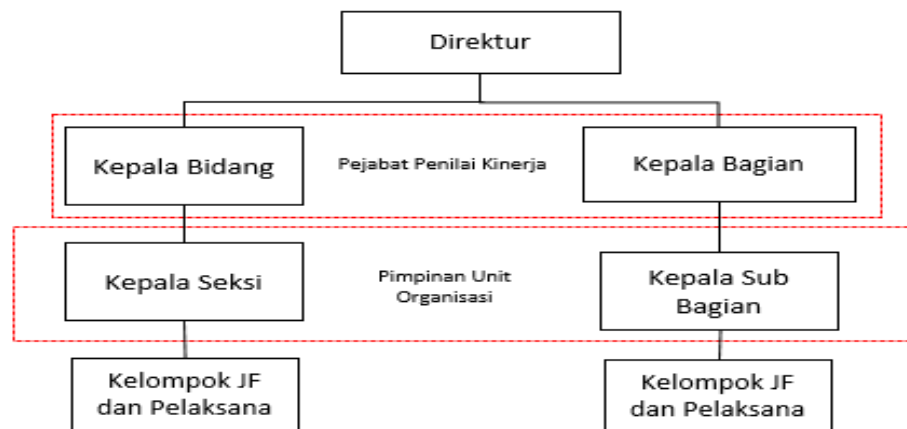 Direktur
Kepala Bidang
Pejabat Penilai Kinerja
Kepala Bagian
Kepala Seksi
Pimpinan Unit
Organisasi
Kepala Sub
Bagian
Kelompok JF
dan Pelaksana
Kelompok JF
dan Pelaksana